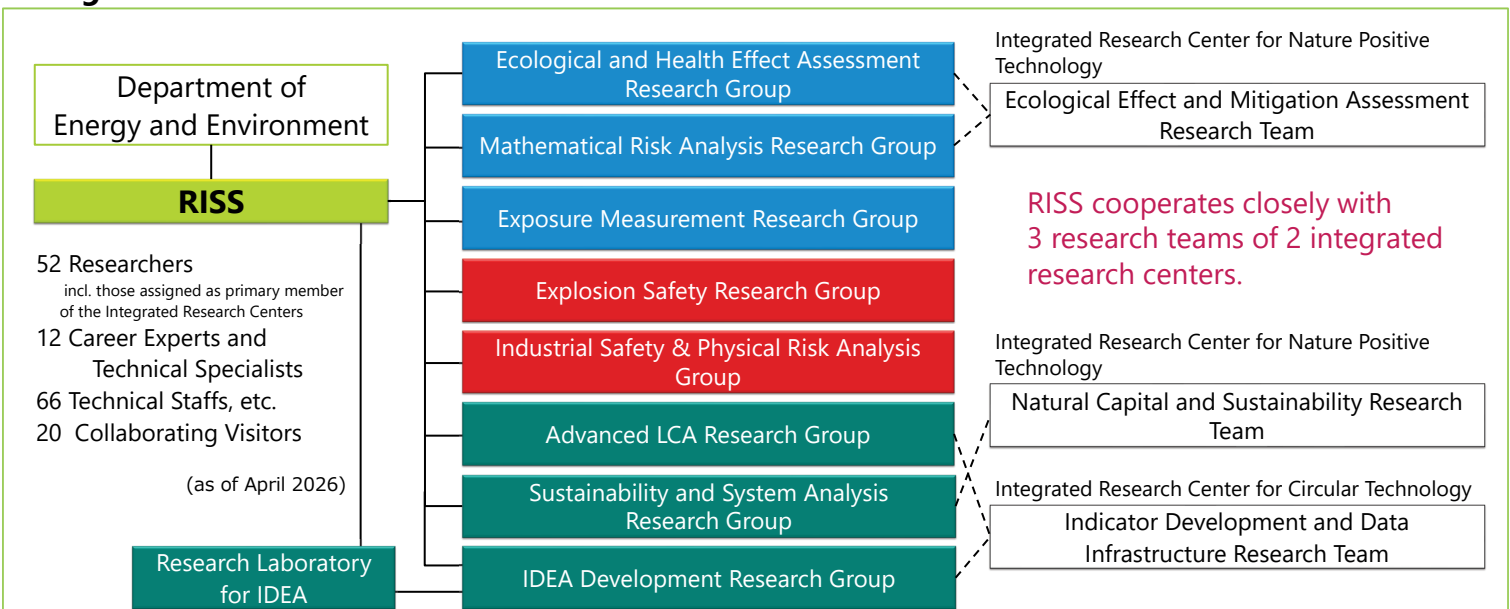 Department of
Energy and Environment
RISS
52 Researchers
incl. those assigned as primary member
of the Integrated Research Centers
12 Career Experts and
Technical Specialists
66 Technical Staffs, etc.
20 Collaborating Visitors
(as of April 2026)
Research Laboratory
for IDEA
Ecological and Health Effect Assessment
Research Group
Mathematical Risk Analysis Research Group
Exposure Measurement Research Group
Explosion Safety Research Group
Industrial Safety & Physical Risk Analysis
Group
Advanced LCA Research Group
Sustainability and System Analysis
Research Group
IDEA Development Research Group
Integrated Research Center for Nature Positive
Technology
Ecological Effect and Mitigation Assessment
Research Team
RISS cooperates closely with
3 research teams of 2 integrated
research centers.
Integrated Research Center for Nature Positive
Technology
Natural Capital and Sustainability Research
Team
Integrated Research Center for Circular Technology
Indicator Development and Data
Infrastructure Research Team